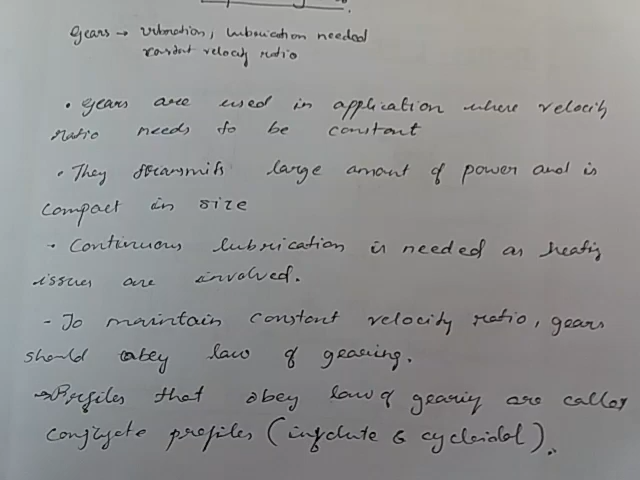 Gears → vibration, lubrication needed
constant velocity ratio
• Gears are used in application where velocity
ratio needs to be constant
• They transmits large amount of power and is
compact in size
• Continuous lubrication is needed as heating
issues are involved.
- To maintain constant velocity ratio, gears
should obey law of gearing.
→ Profiles that obey law of gearing are called
conjugate profiles (involute & cycloidal).